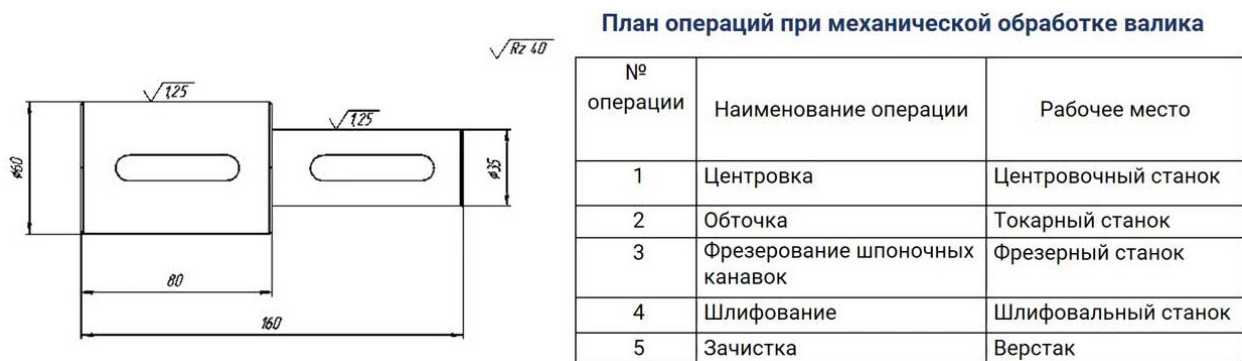 План операций при механической обработке валика
Rz 40
1,25
1,25
ø60
ø35
80
160
№ операции
Наименование операции
Рабочее место
1
Центровка
Центровочный станок
2
Обточка
Токарный станок
3
Фрезерование шпоночных
канавок
Фрезерный станок
4
Шлифование
Шлифовальный станок
5
Зачистка
Верстак